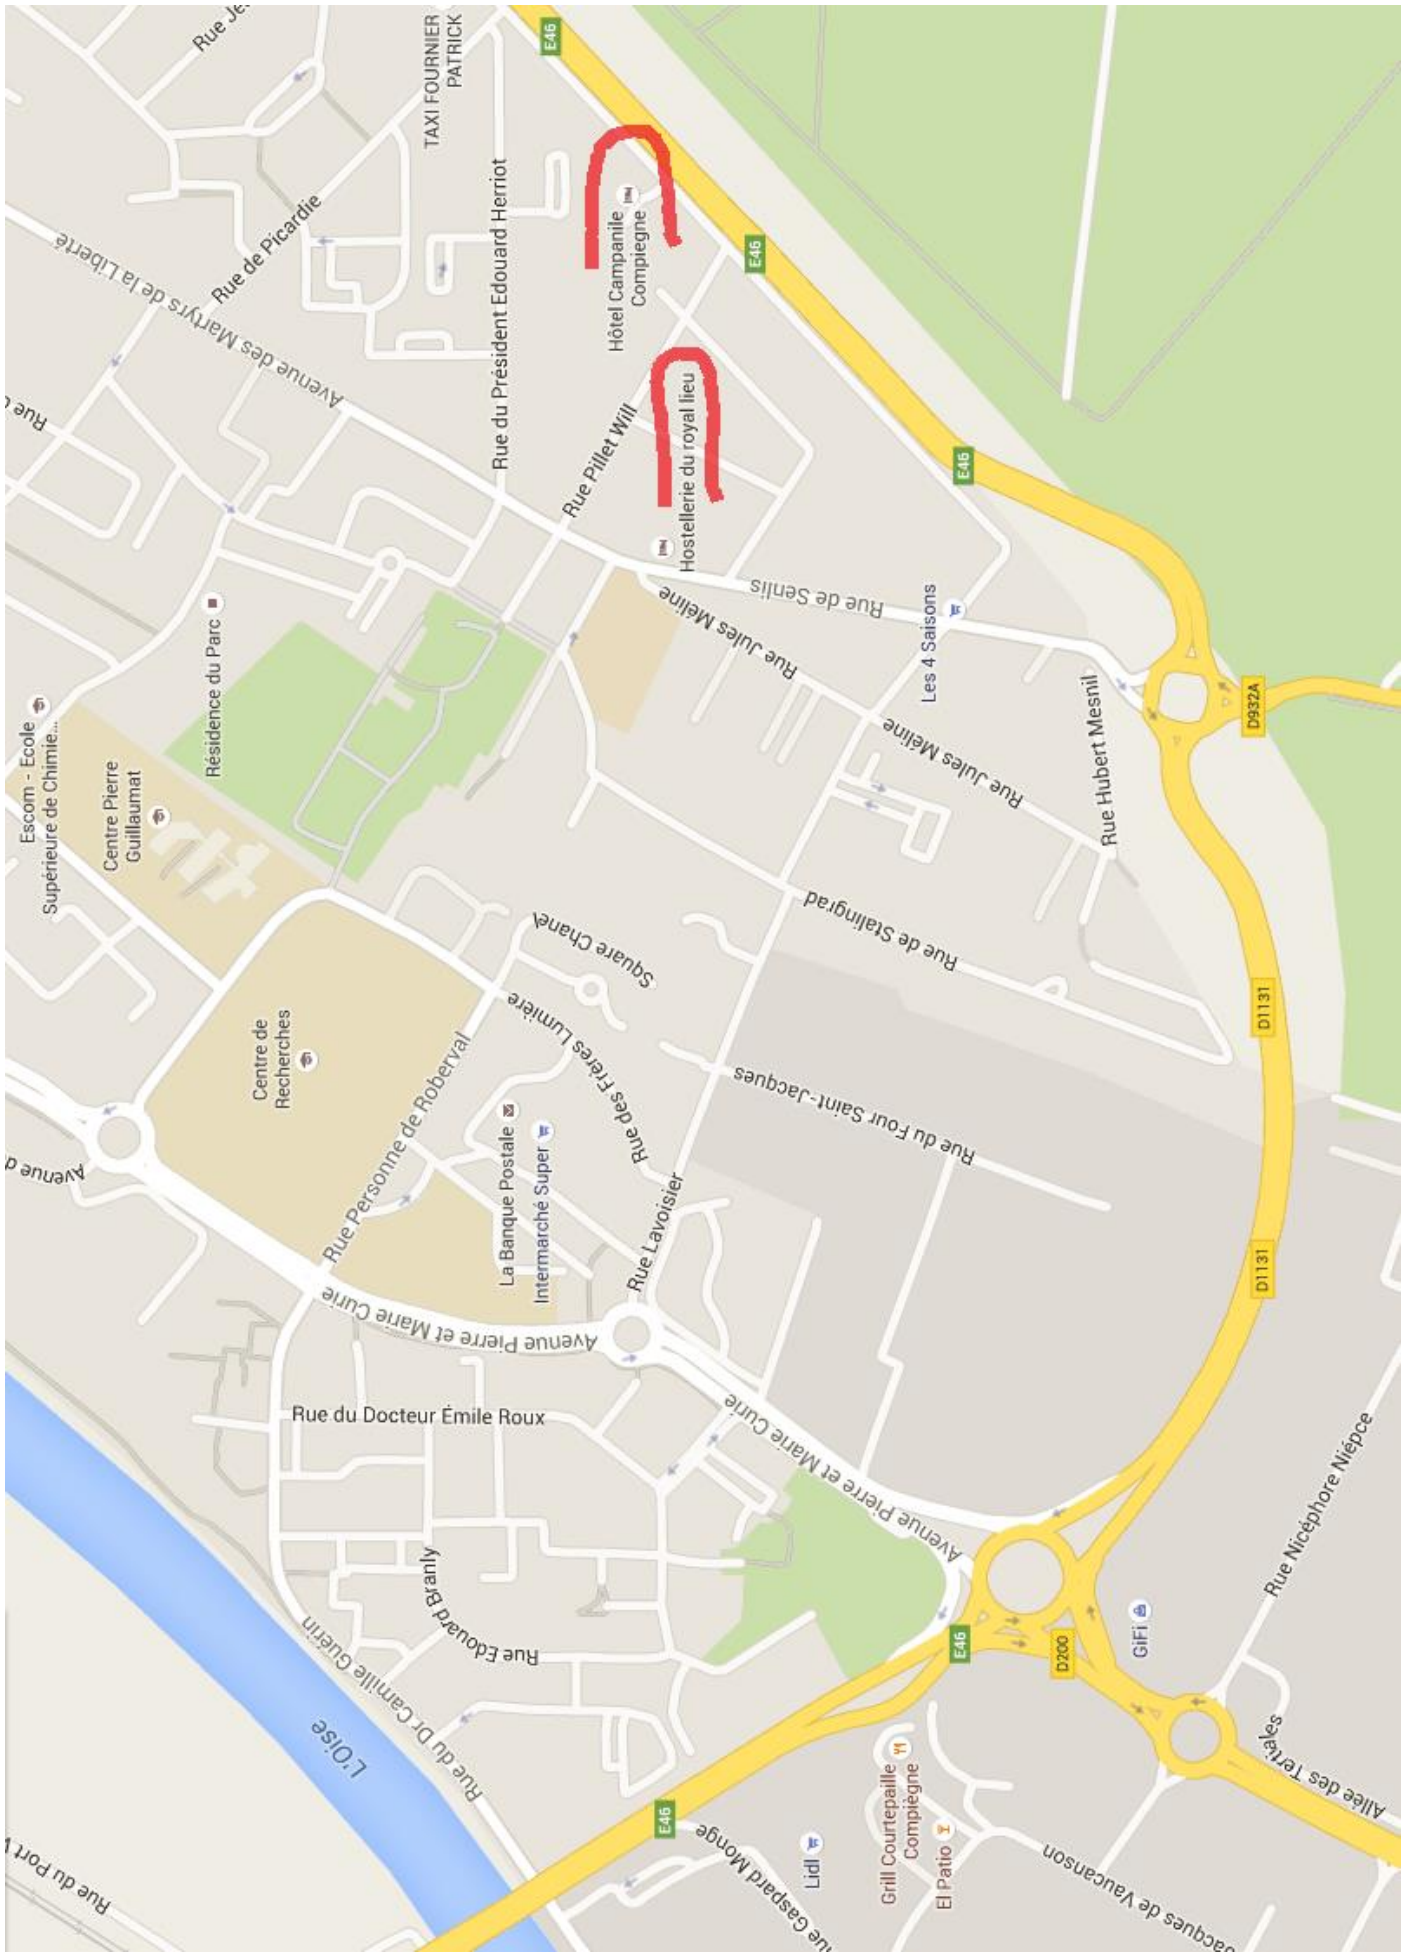 Rue du Port
Avenue
Rue
Escom - Ecole
Supérieure de Chimie...
Centre Pierre
Guillaumat
Avenue des Martyrs de la Liberté
Rue Je
Rue de Picardie
Résidence du Parc
Centre de
Recherches
L'Oise
Rue du Dr Camille Guérin
Rue du Docteur Émile Roux
Rue Personne de Roberval
Avenue Pierre et Marie Curie
TAXI FOURNIER
PATRICK
Rue Edouard Branly
La Banque Postale
Intermarché Super
Rue des Frères Lumière
Square Chanel
Rue du Président Edouard Herriot
E46
Rue Pillet Will
Hôtel Campanile
Compiegne
Rue Lavoisier
E46
Hostellerie du royal lieu
Rue Jules Méline
Rue de Senlis
E46
ue Gaspard Monge
Lidl
Avenue Pierre et Marie Curie
Rue du Four Saint-Jacques
Rue de Stalingrad
Rue Jules Méline
Les 4 Saisons
E46
Grill Courtepaille
Compiègne
El Patio
E46
D200
Rue Hubert Mesnil
acques de Vaucanson
GiFi
D1131
D1131
D932A
Rue Nicéphore Niépce
Allée des Tertiales